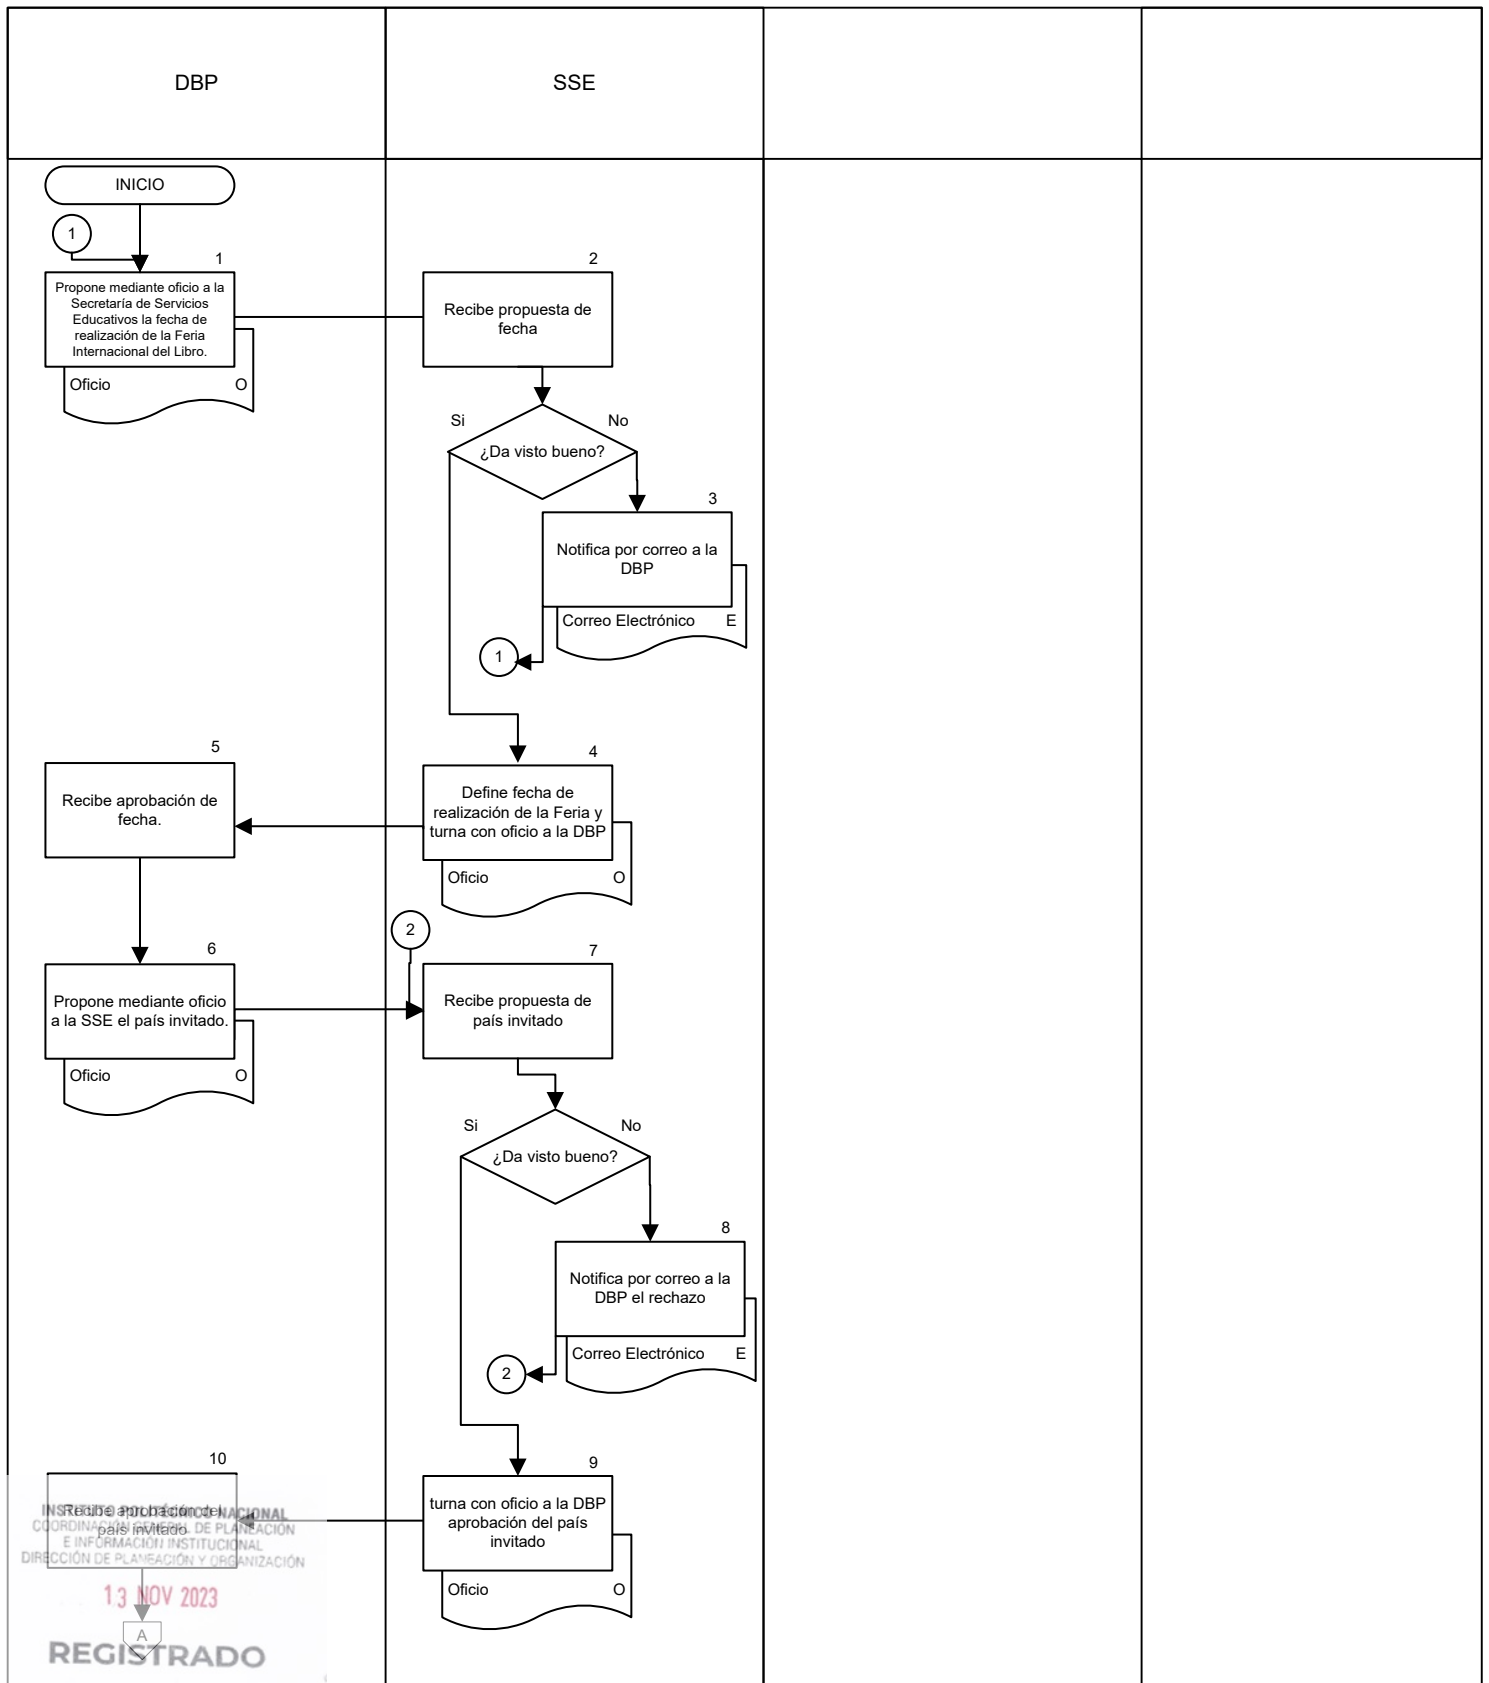 DBP
SSE
INICIO
1
1
Propone mediante oficio a la
Secretaría de Servicios
Educativos la fecha de
realización de la Feria
Internacional del Libro.
Oficio O
2
Recibe propuesta de
fecha
Si No
¿Da visto bueno?
3
Notifica por correo a la
DBP
Correo Electrónico E
1
4
Define fecha de
realización de la Feria y
turna con oficio a la DBP
Oficio O
5
Recibe aprobación de
fecha.
6
Propone mediante oficio
a la SSE el país invitado.
Oficio O
2
7
Recibe propuesta de
país invitado
Si No
¿Da visto bueno?
8
Notifica por correo a la
DBP el rechazo
Correo Electrónico E
2
9
turna con oficio a la DBP
aprobación del país
invitado
Oficio O
10
Recibe aprobación del
país invitado
A
INSTITUTO POLITÉCNICO NACIONAL
COORDINACIÓN GENERAL DE PLANEACIÓN
E INFORMACIÓN INSTITUCIONAL
DIRECCIÓN DE PLANEACIÓN Y ORGANIZACIÓN
13 NOV 2023
REGISTRADO